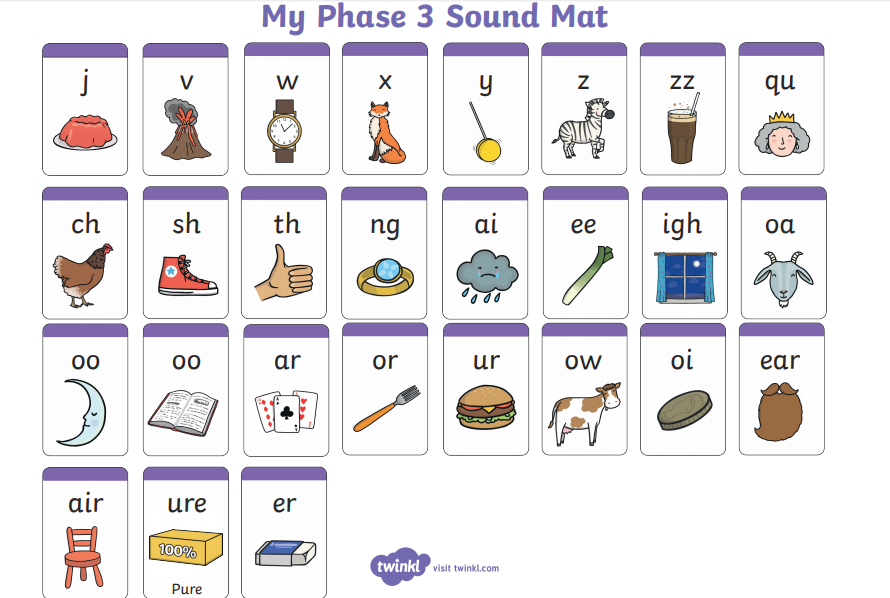 My Phase 3 Sound Mat
j v w x y z zz qu
ch sh th ng ai ee igh oa
oo oo ar or ur ow oi ear
air ure er
100%
Pure
twinkl visit twinkl.com